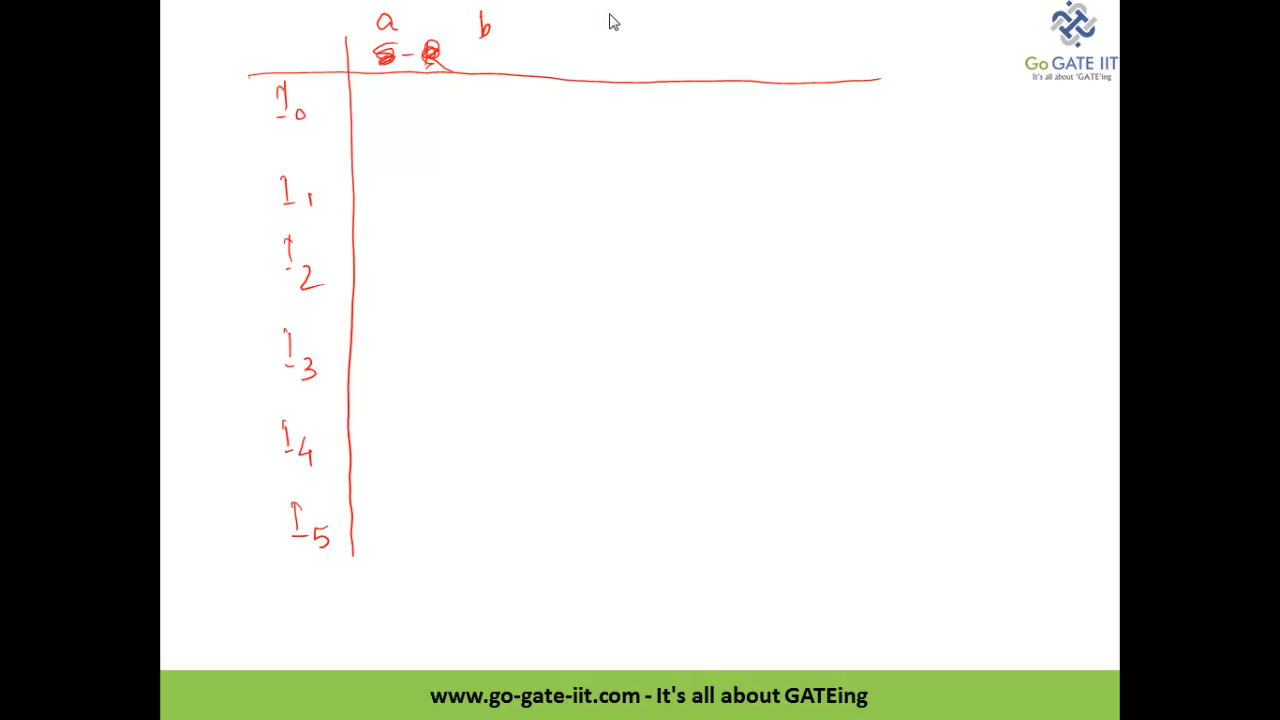 a b
Go GATE IIT
It's all about 'GATE'ing
I0
I1
I2
I3
I4
I5
www.go-gate-iit.com - It's all about GATEing